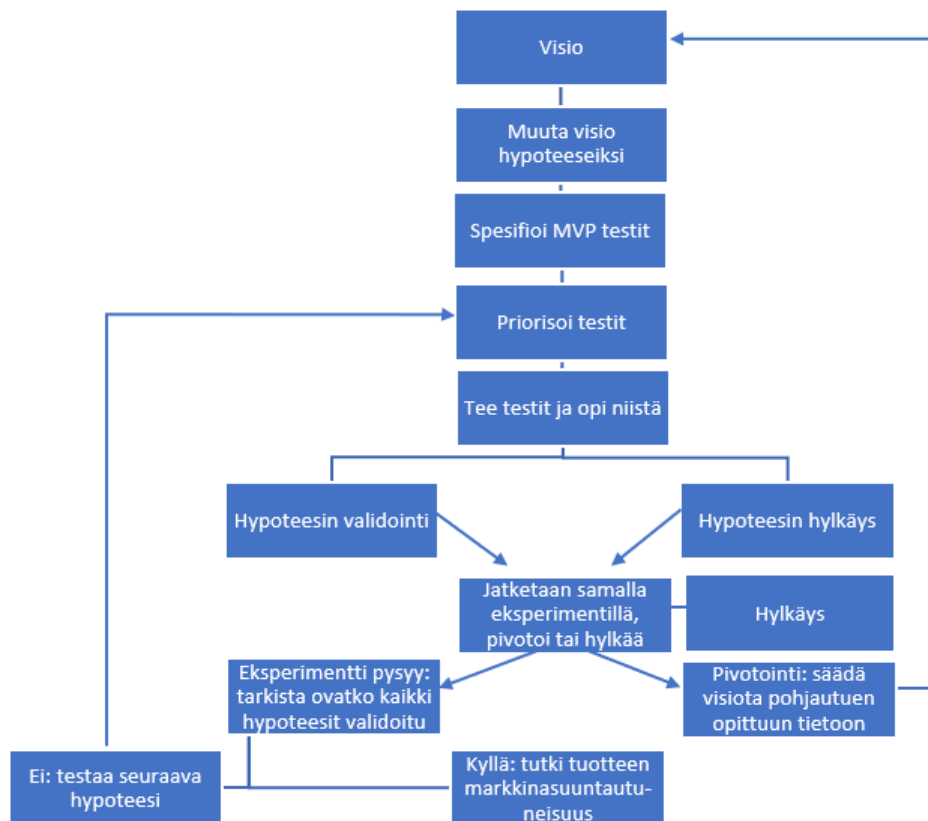 Visio
Muuta visio
hypoteeseiksi
Spesifioi MVP testit
Priorisoi testit
Tee testit ja opi niistä
Hypoteesin validointi
Hypoteesin hylkäys
Jatketaan samalla
eksperimentillä,
pivotoi tai hylkää
Hylkäys
Eksperimentti pysyy:
tarkista ovatko kaikki
hypoteesit validoitu
Pivotointi: säädä
visiota pohjautuen
opittuun tietoon
Ei: testaa seuraava
hypoteesi
Kyllä: tutki tuotteen
markkinasuuntautu-
neisuus